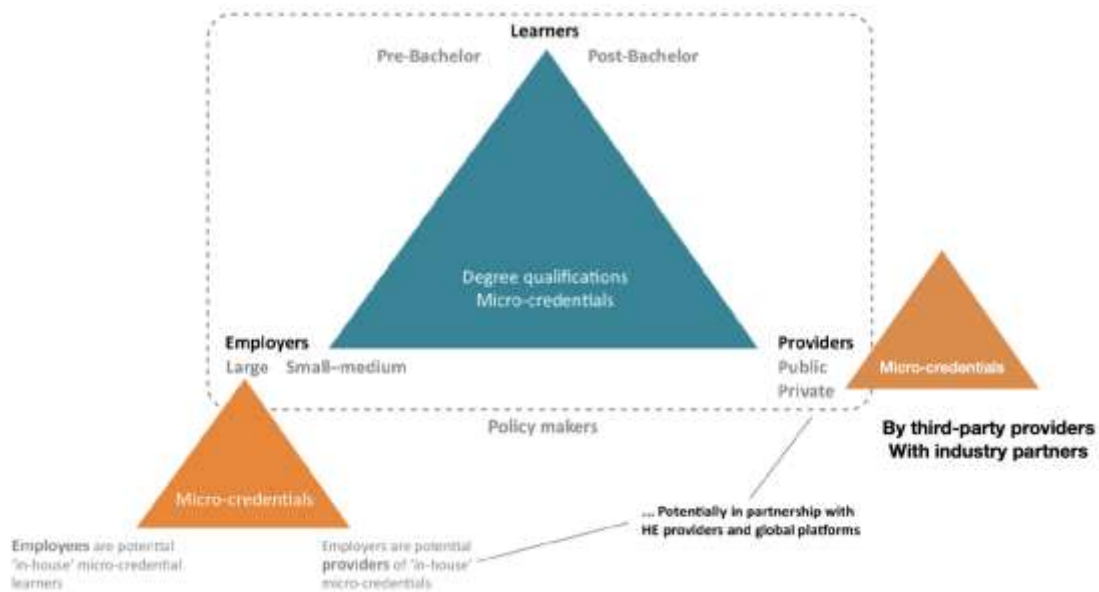 Learners
Pre-Bachelor Post-Bachelor
Degree qualifications
Micro-credentials
Employers
Large Small–medium
Providers
Public
Private
Micro-credentials
Policy makers
By third-party providers
With industry partners
Micro-credentials
... Potentially in partnership with
HE providers and global platforms
Employees are potential
'in-house' micro-credential
learners
Employers are potential
providers of 'in-house'
micro-credentials